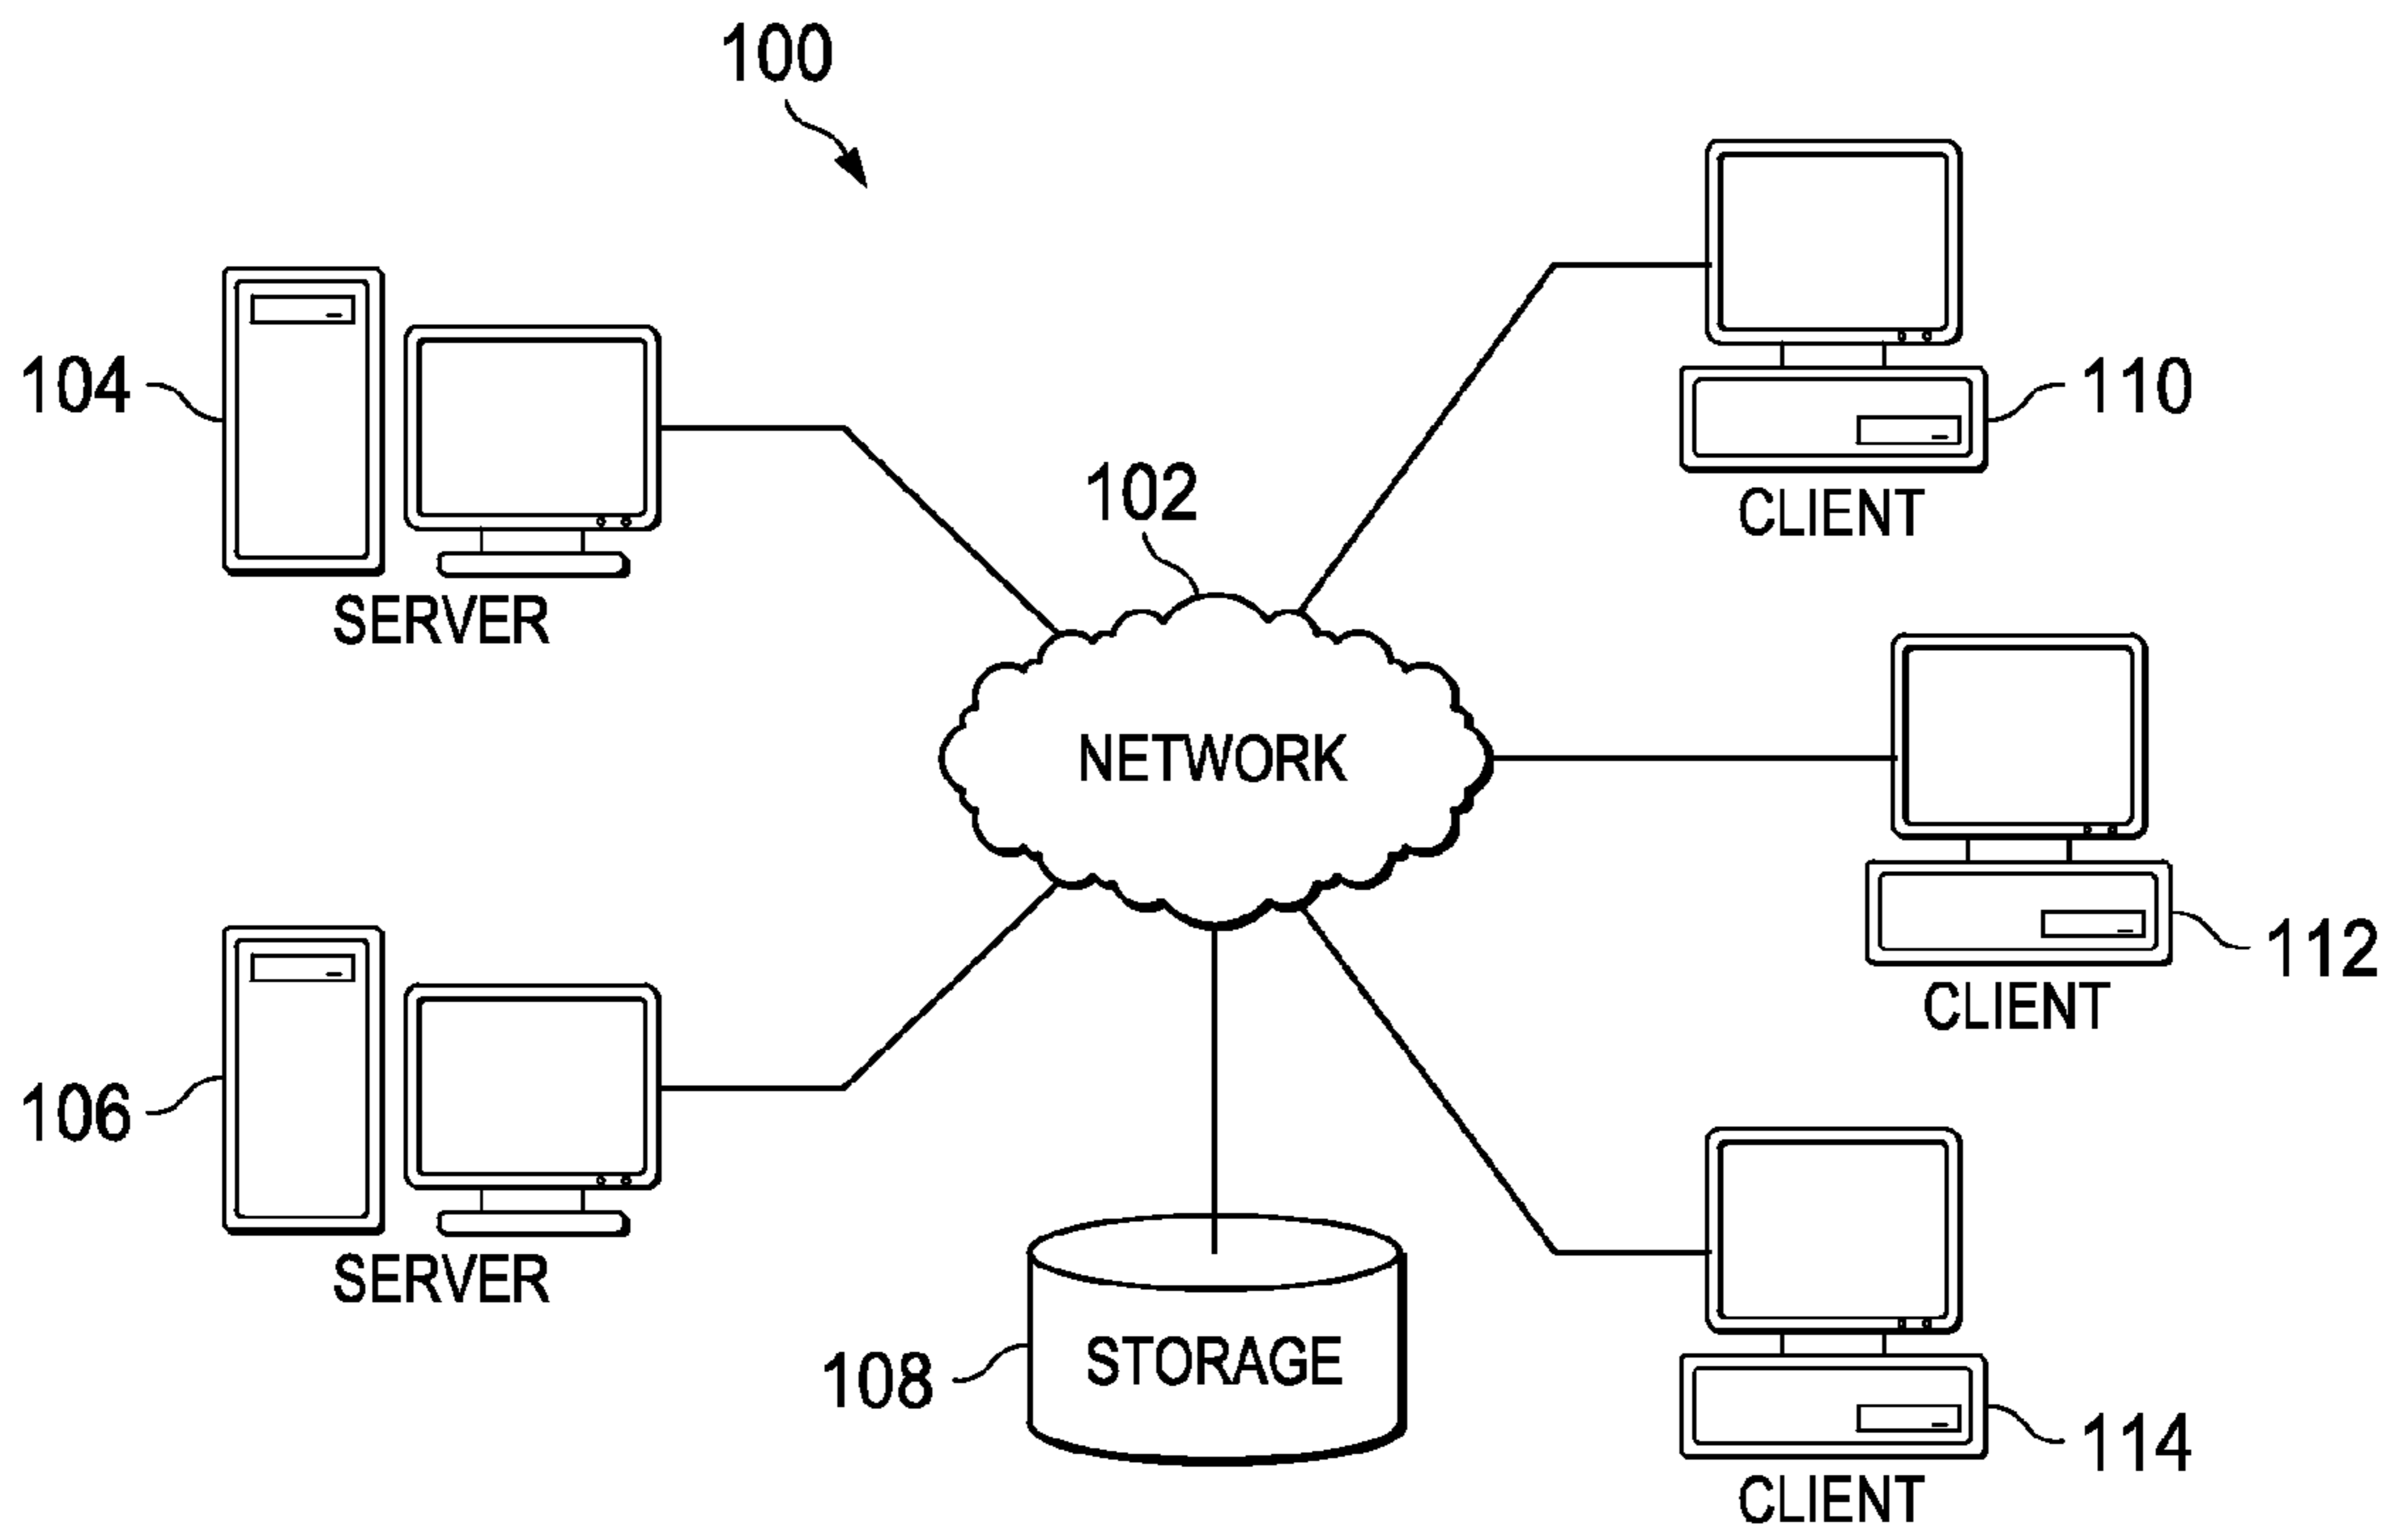 100
104
SERVER
110
CLIENT
102
NETWORK
112
CLIENT
106
SERVER
108
STORAGE
114
CLIENT